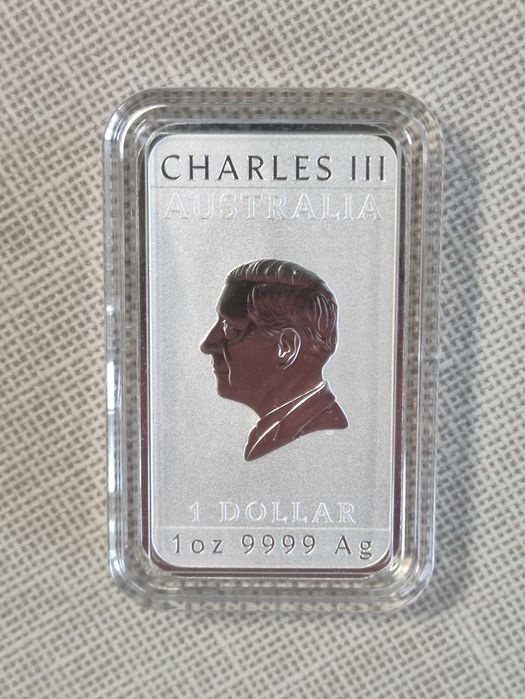 CHARLES III
AUSTRALIA
1 DOLLAR
1oz 9999 Ag